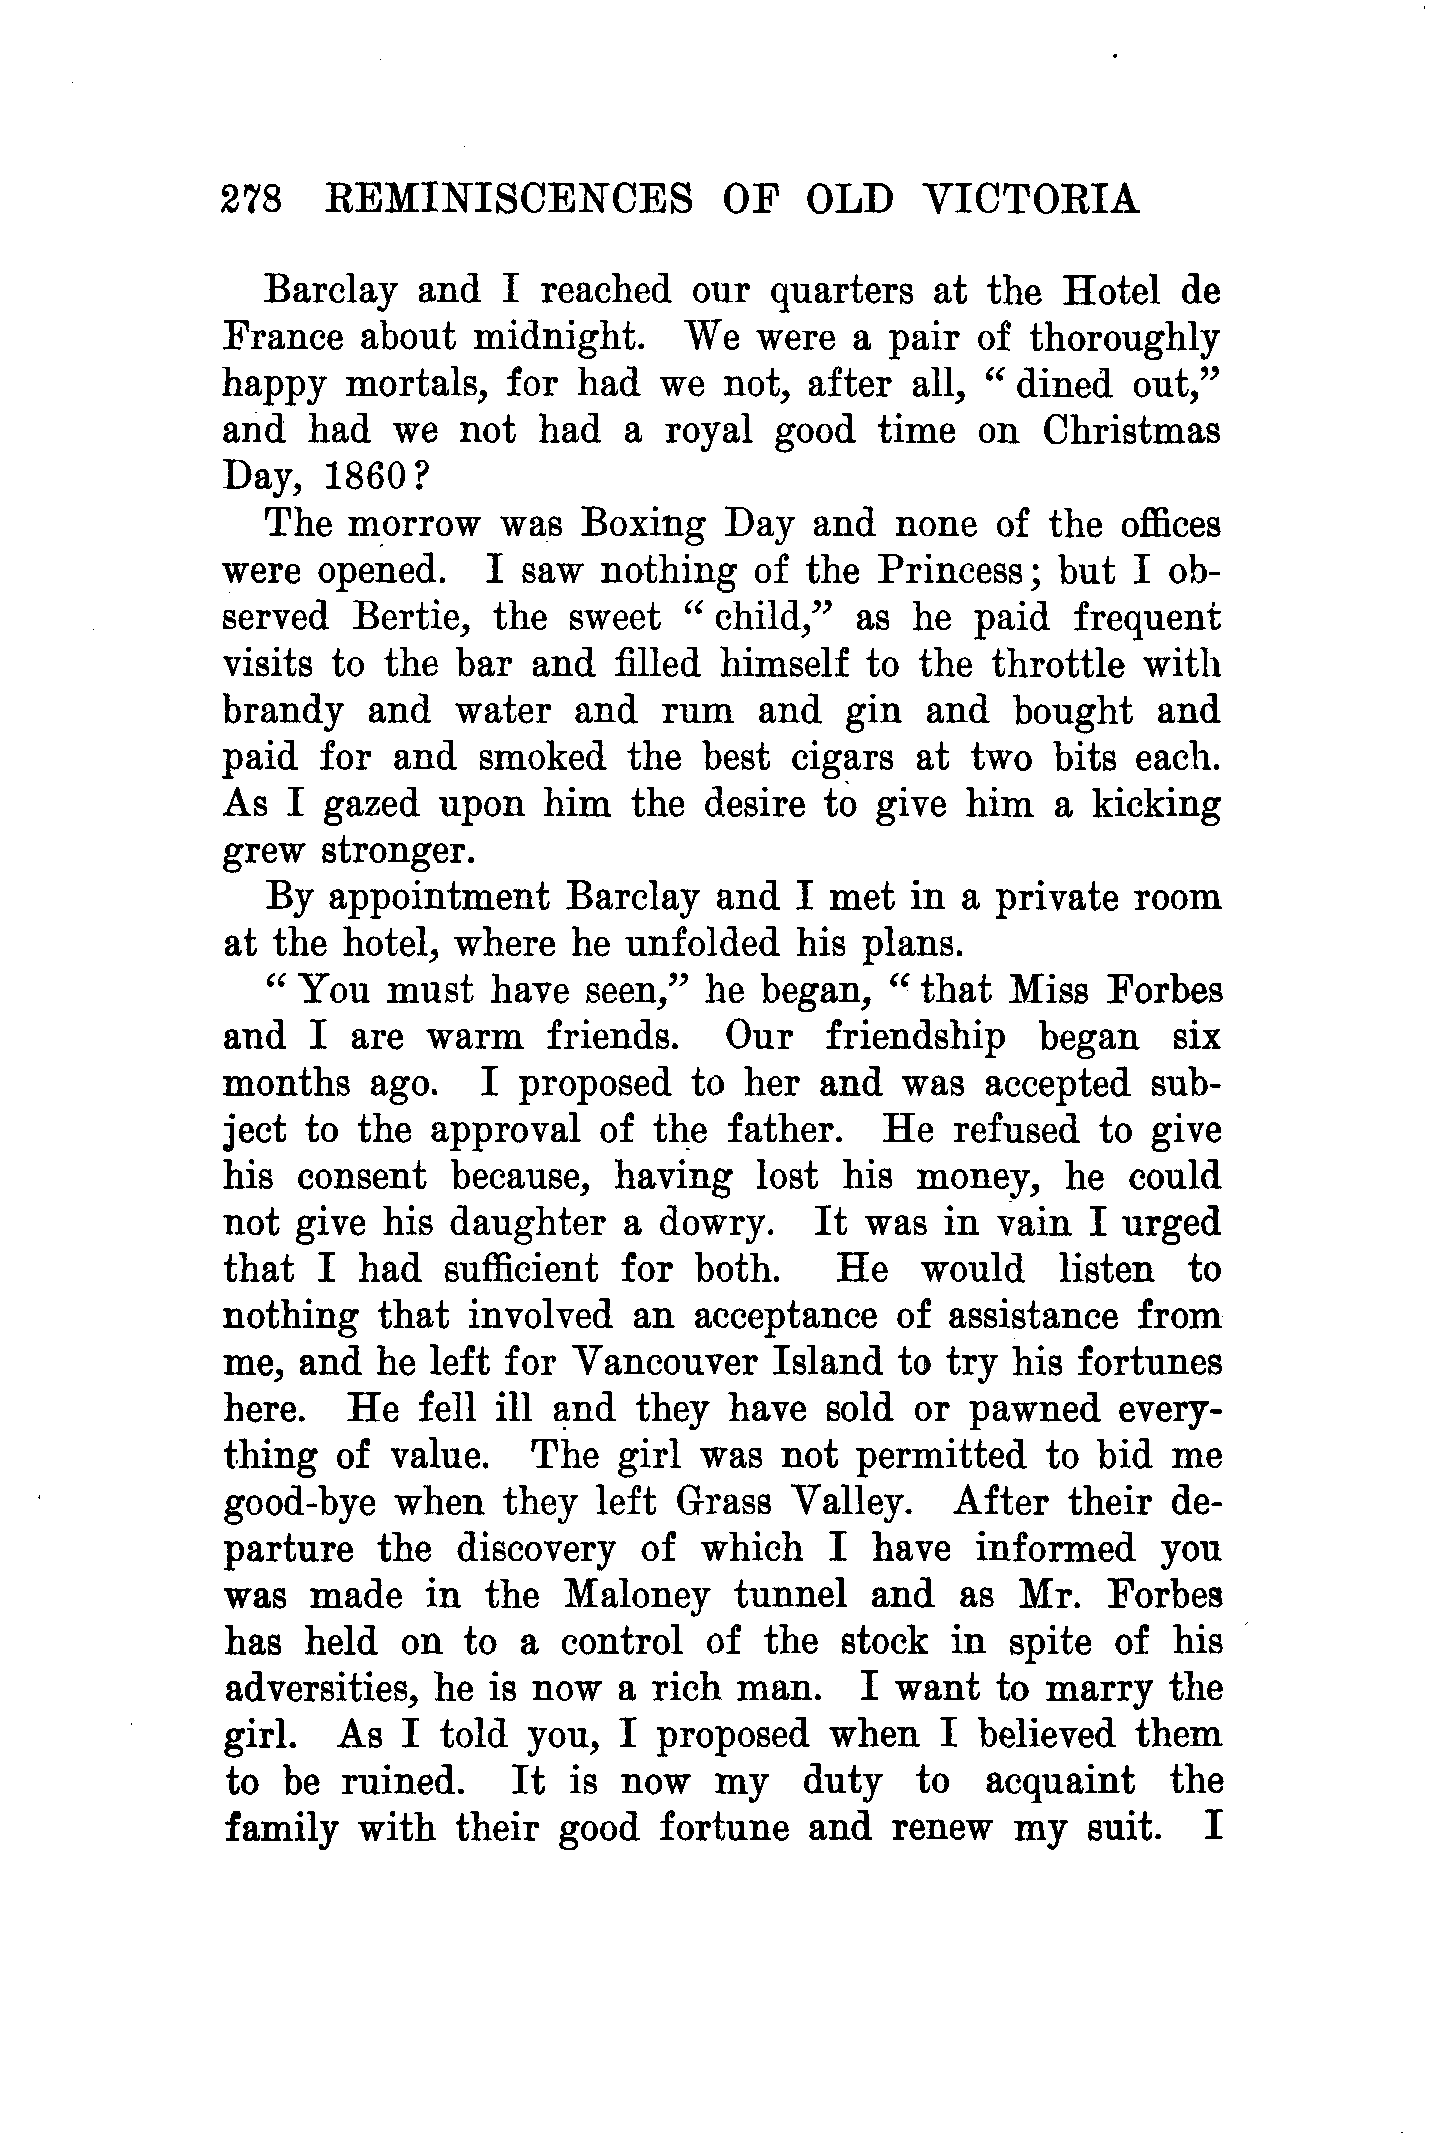 278 REMINISCENCES OF OLD VICTORIA
Barclay and I reached our quarters at the Hotel de
France about midnight. We were a pair of thoroughly
happy mortals, for had we not, after all, “ dined out,”
and had we not had a royal good time on Christmas
Day, 1860?
The morrow was Boxing Day and none of the offices
were opened. I saw nothing of the Princess; but I ob-
served Bertie, the sweet “ child,” as he paid frequent
visits to the bar and filled himself to the throttle with
brandy and water and rum and gin and bought and
paid for and smoked the best cigars at two bits each.
As I gazed upon him the desire to give him a kicking
grew stronger.
By appointment Barclay and I met in a private room
at the hotel, where he unfolded his plans.
“ You must have seen,” he began, “ that Miss Forbes
and I are warm friends. Our friendship began six
months ago. I proposed to her and was accepted sub-
ject to the approval of the father. He refused to give
his consent because, having lost his money, he could
not give his daughter a dowry. It was in vain I urged
that I had sufficient for both. He would listen to
nothing that involved an acceptance of assistance from
me, and he left for Vancouver Island to try his fortunes
here. He fell ill and they have sold or pawned every-
thing of value. The girl was not permitted to bid me
good-bye when they left Grass Valley. After their de-
parture the discovery of which I have informed you
was made in the Maloney tunnel and as Mr. Forbes
has held on to a control of the stock in spite of his
adversities, he is now a rich man. I want to marry the
girl. As I told you, I proposed when I believed them
to be ruined. It is now my duty to acquaint the
family with their good fortune and renew my suit. I